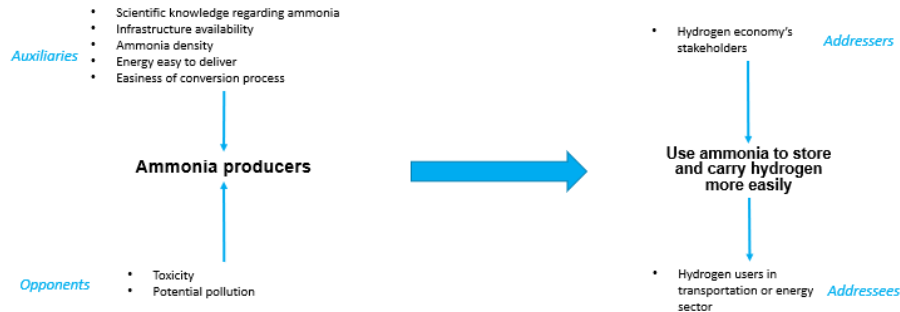 Auxiliaries
• Scientific knowledge regarding ammonia
• Infrastructure availability
• Ammonia density
• Energy easy to deliver
• Easiness of conversion process
• Hydrogen economy's
stakeholders
Addressers
Ammonia producers
Use ammonia to store
and carry hydrogen
more easily
Opponents
• Toxicity
• Potential pollution
• Hydrogen users in
transportation or energy
sector
Addressees